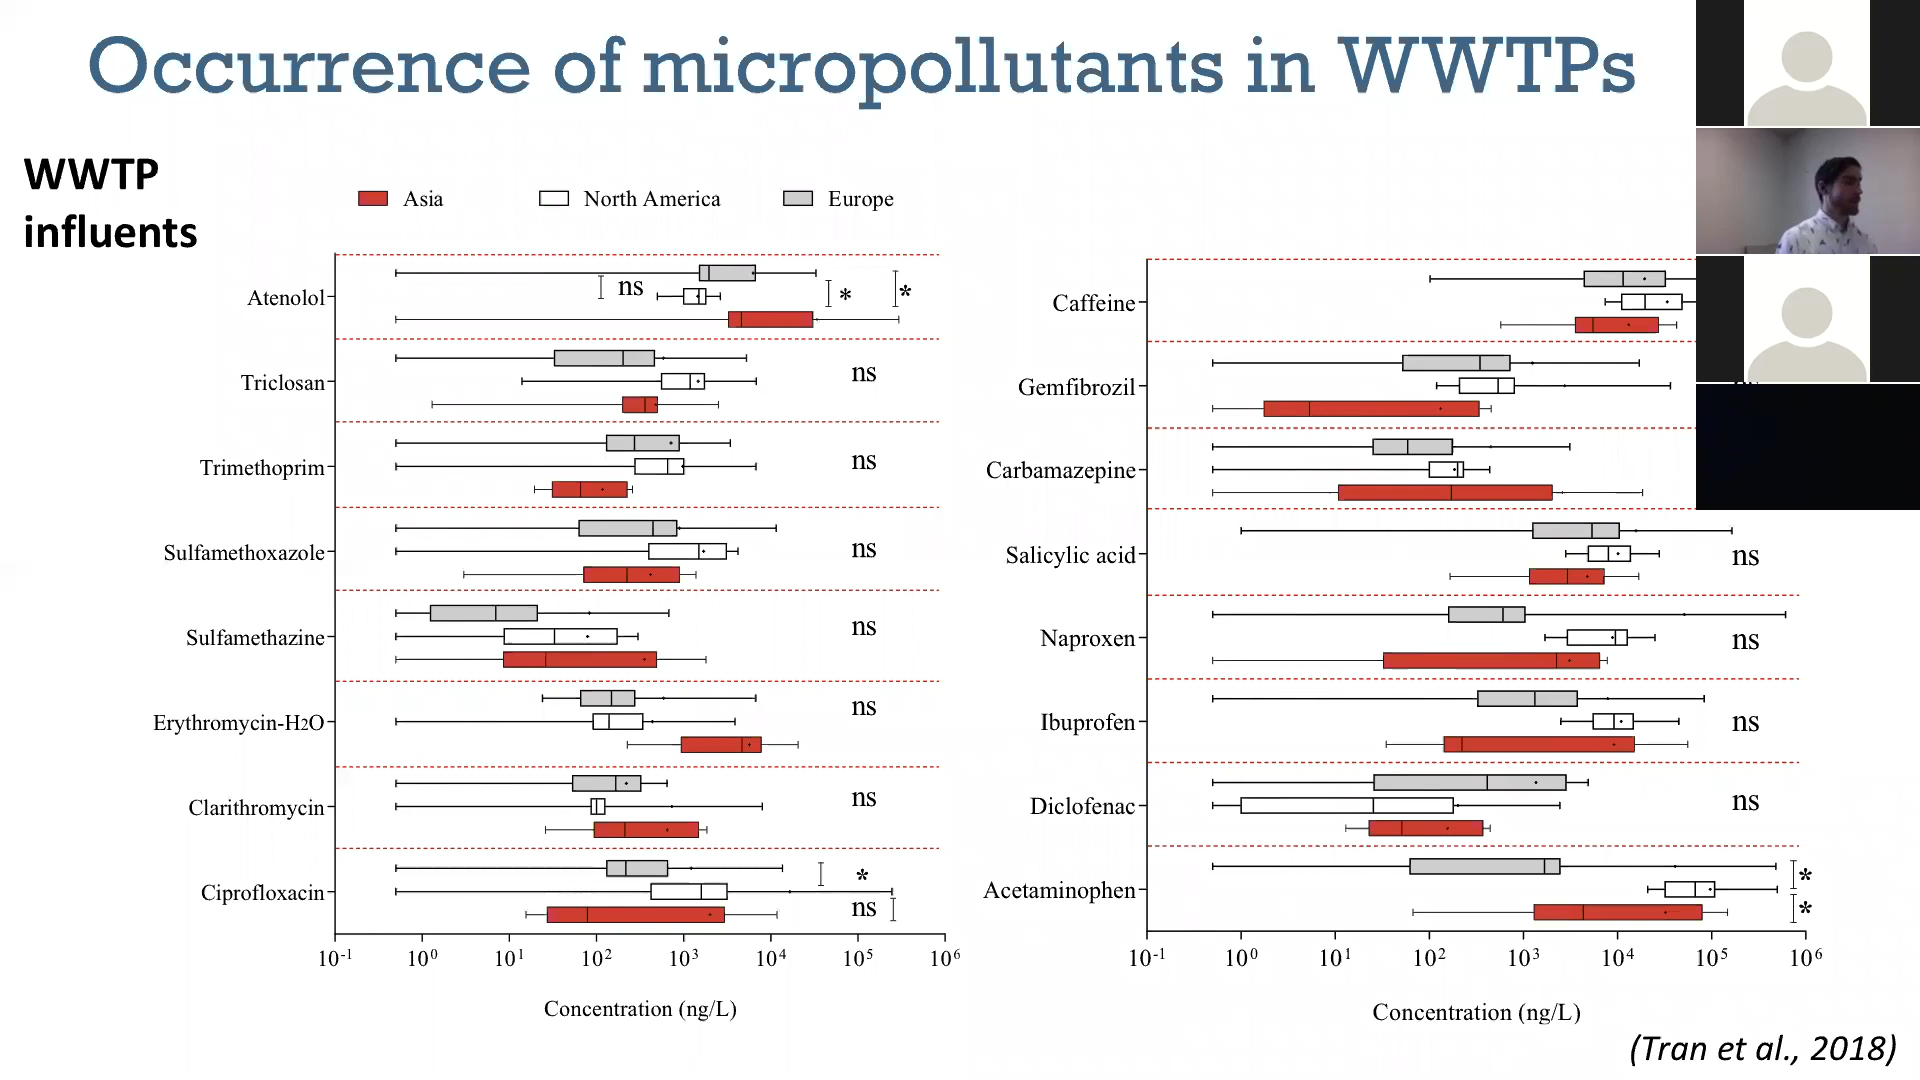 Occurrence of micropollutants in WWTPs
WWTP
influents
Asia
North America
Europe
Atenolol
ns
*
*
Triclosan
ns
Trimethoprim
ns
Sulfamethoxazole
ns
Sulfamethazine
ns
Erythromycin-H2O
ns
Clarithromycin
ns
Ciprofloxacin
*
ns
10-1 10⁰ 10¹ 10² 10³ 10⁴ 10⁵ 10⁶
Concentration (ng/L)
Caffeine
Gemfibrozil
Carbamazepine
Salicylic acid
ns
Naproxen
ns
Ibuprofen
ns
Diclofenac
ns
Acetaminophen
*
*
10-1 10⁰ 10¹ 10² 10³ 10⁴ 10⁵ 10⁶
Concentration (ng/L)
(Tran et al., 2018)